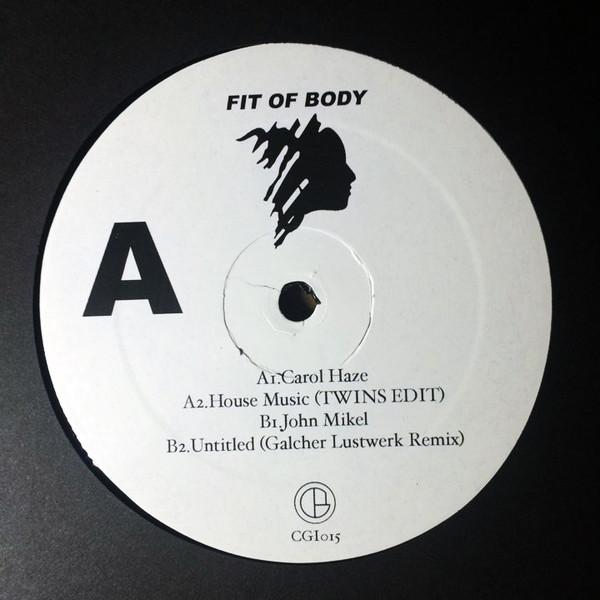 FIT OF BODY
A
A1.Carol Haze
A2.House Music (TWINS EDIT)
B1.John Mikel
B2.Untitled (Galcher Lustwerk Remix)
CGI015